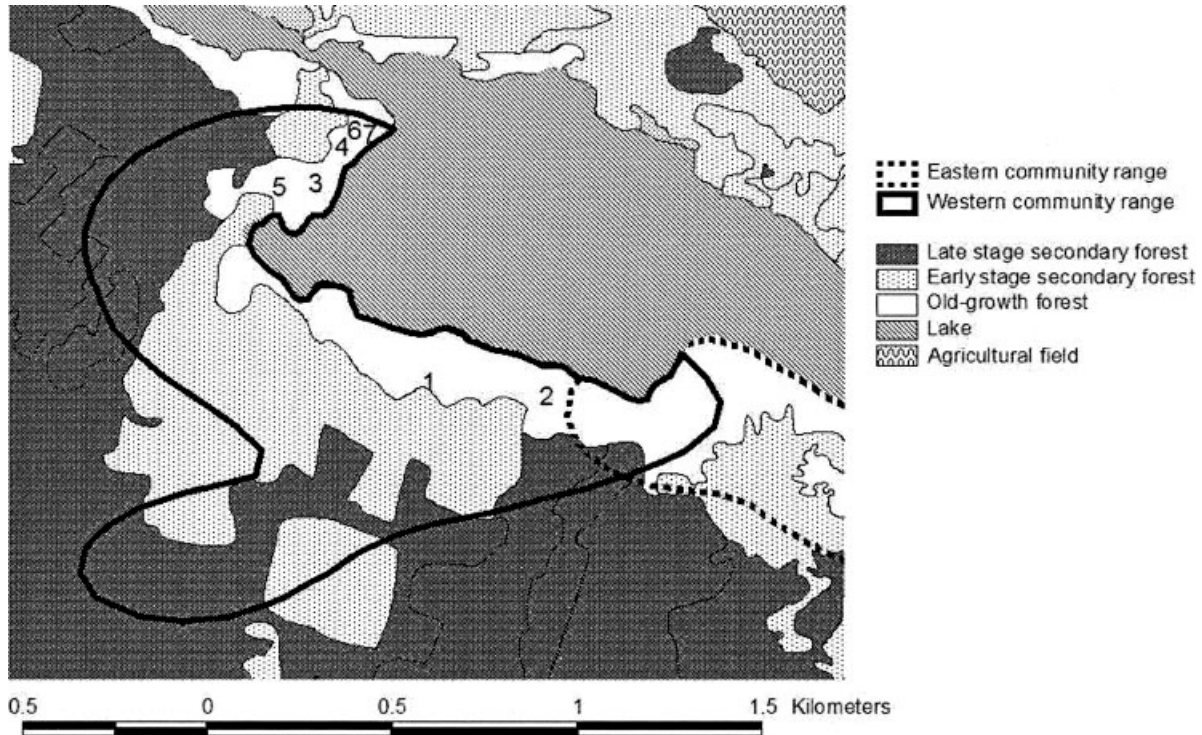 6 7
4
5 3
1
2
Eastern community range
Western community range
Late stage secondary forest
Early stage secondary forest
Old-growth forest
Lake
Agricultural field
0.5 0 0.5 1 1.5 Kilometers